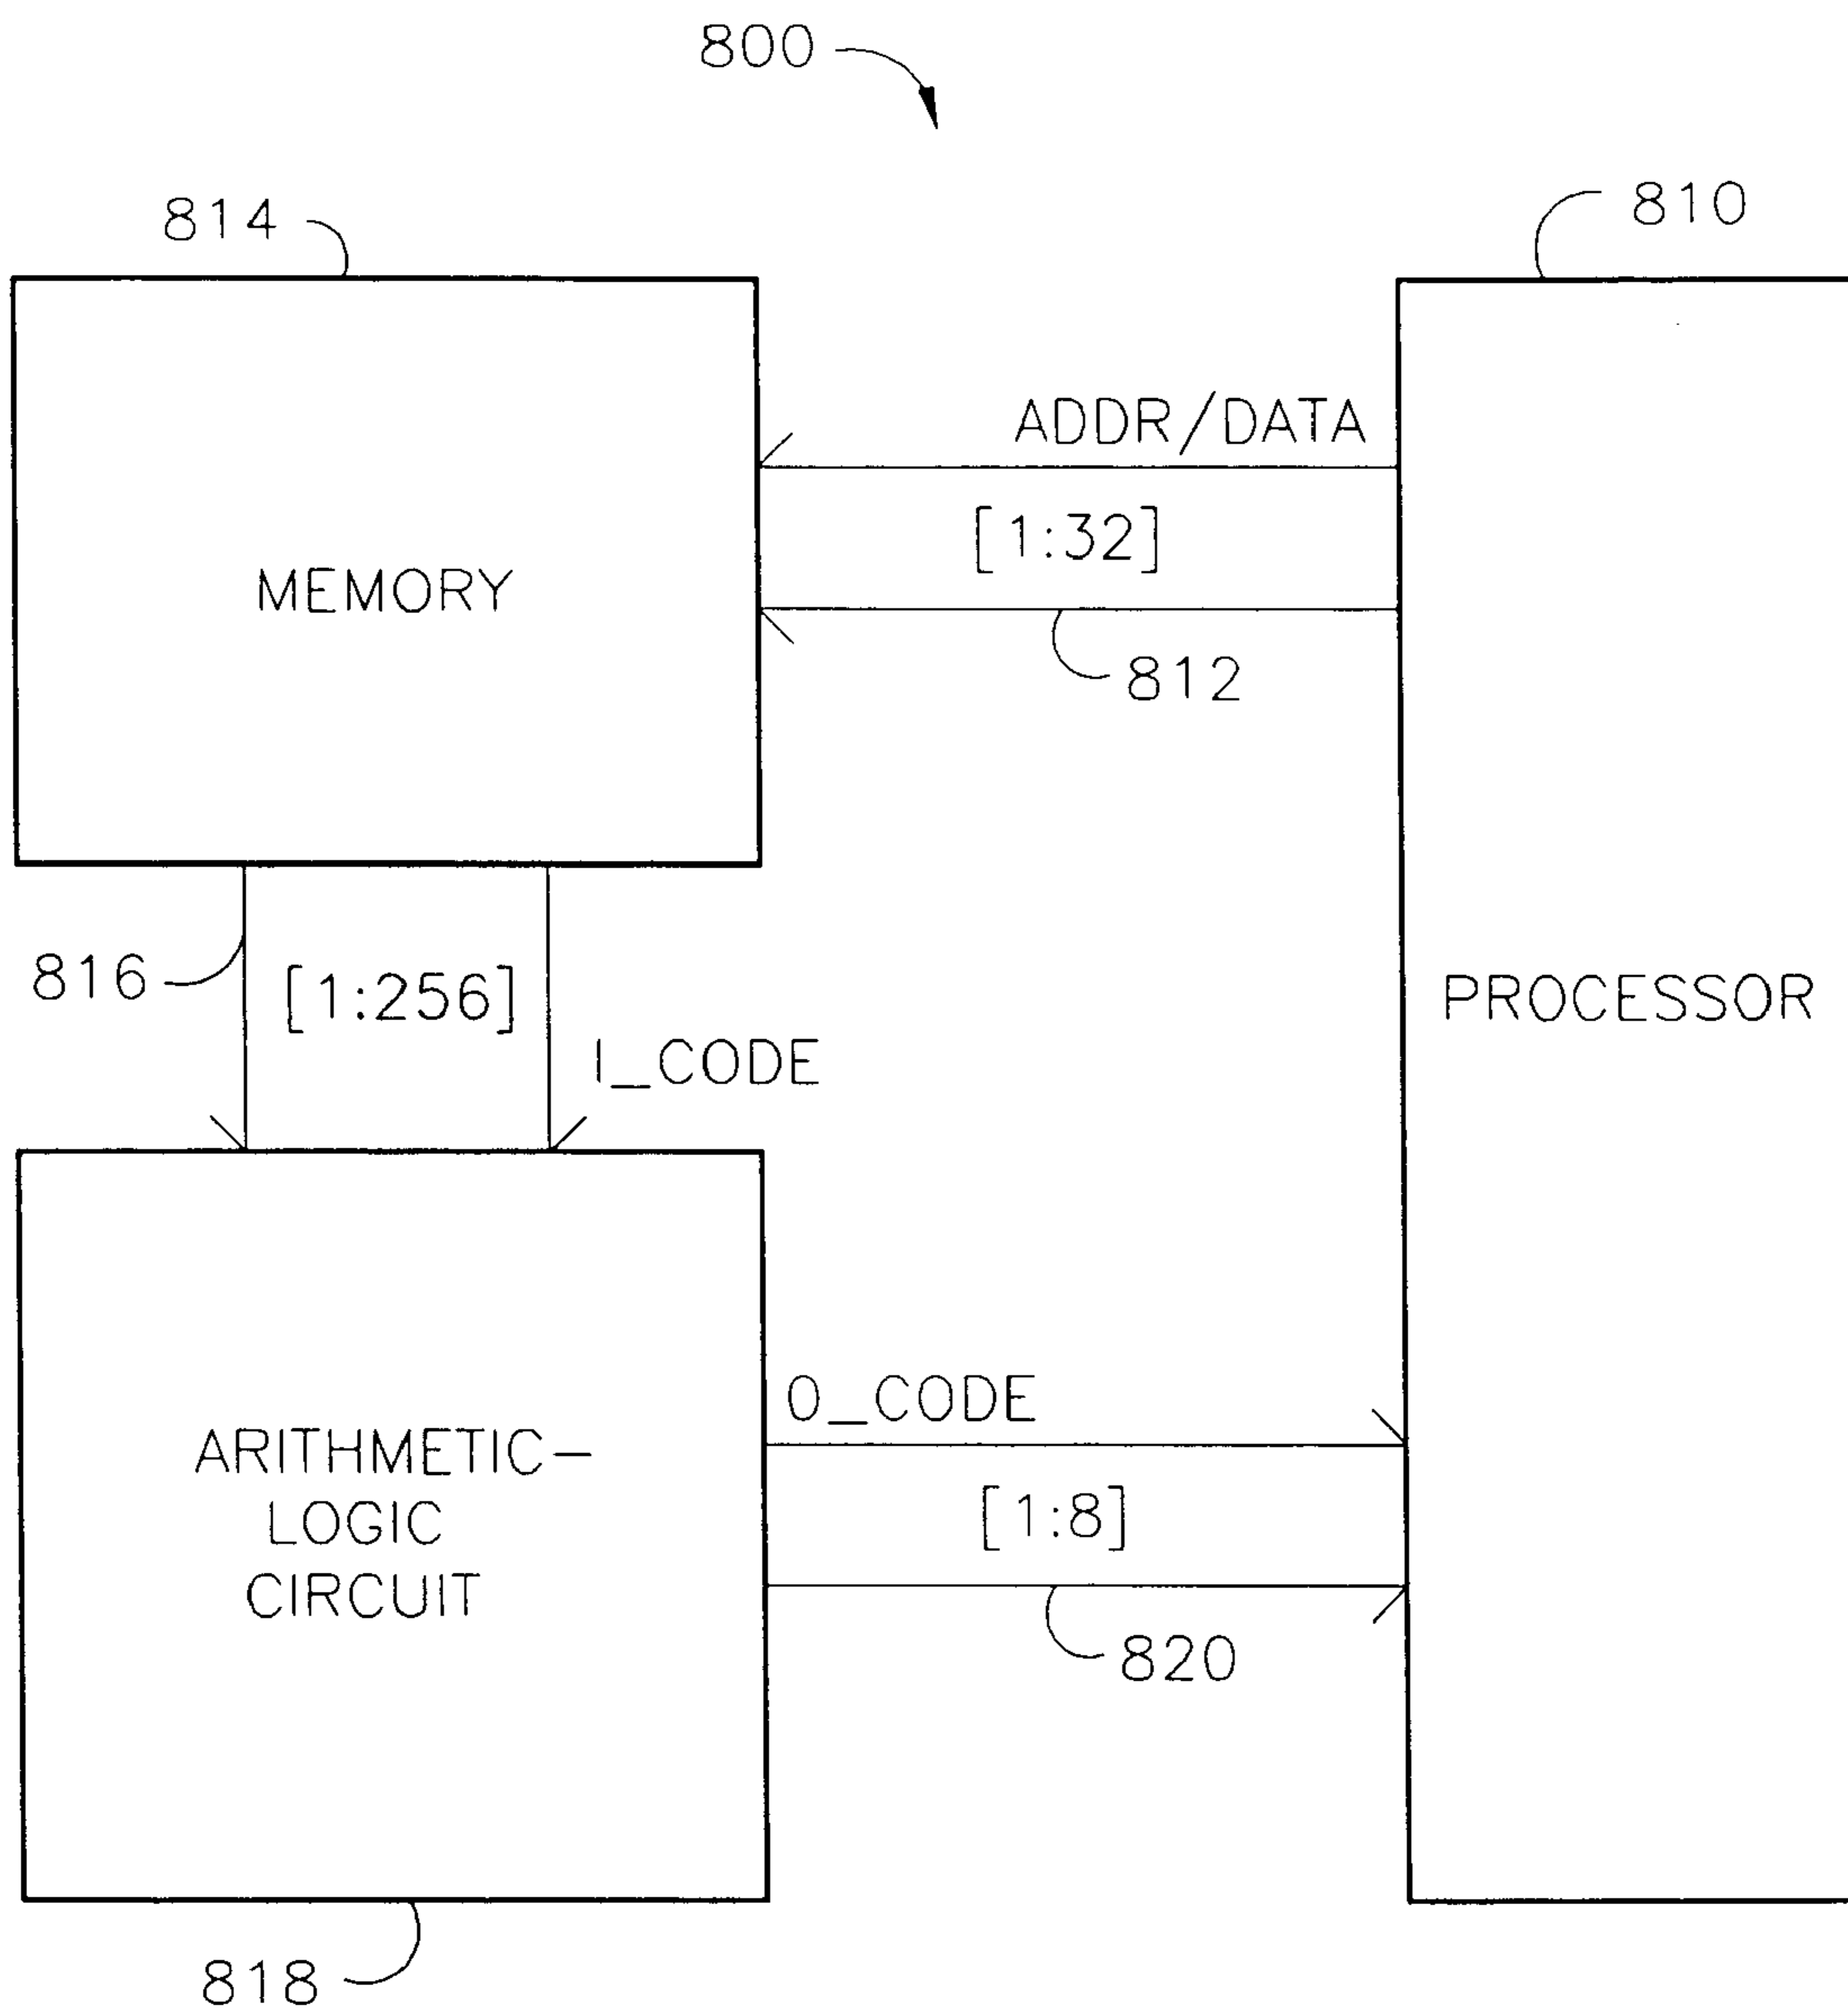 800
814
810
ADDR/DATA
[1:32]
MEMORY
812
816
[1:256]
PROCESSOR
I_CODE
O_CODE
ARITHMETIC-
LOGIC
CIRCUIT
[1:8]
820
818